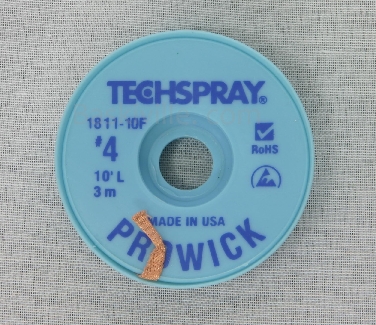 TECHSPRAY®
1811-10F
#4
RoHS
10' L
3 m
MADE IN USA
PROWICK